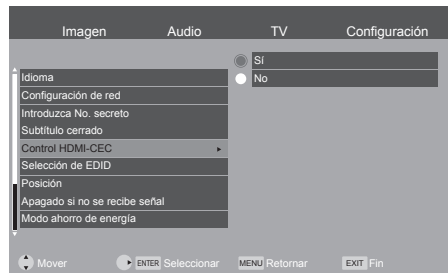 Imagen Audio TV Configuración
Idioma
Configuración de red
Introduzca No. secreto
Subtítulo cerrado
Control HDMI-CEC
Selección de EDID
Posición
Apagado si no se recibe señal
Modo ahorro de energía
Sí
No
Mover ENTER Seleccionar MENU Retornar EXIT Fin